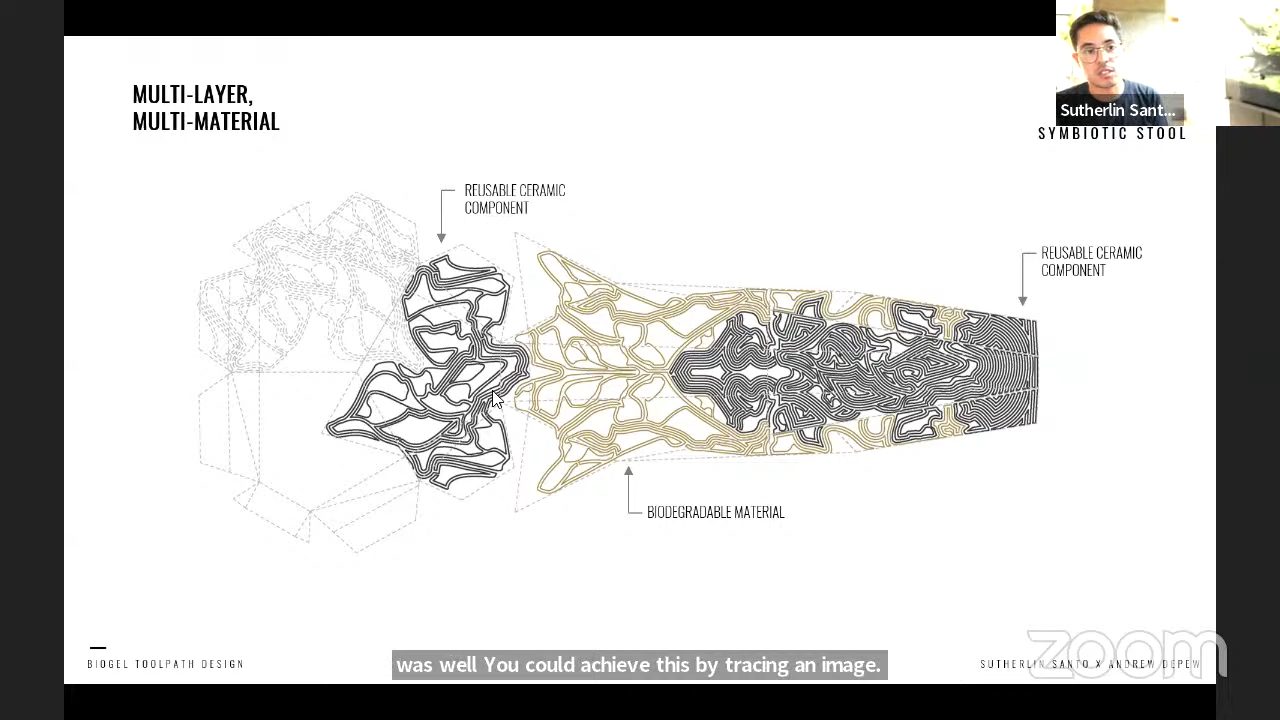 MULTI-LAYER,
MULTI-MATERIAL
Sutherlin Sant...
SYMBIOTIC STOOL
REUSABLE CERAMIC
COMPONENT
REUSABLE CERAMIC
COMPONENT
BIODEGRADABLE MATERIAL
BIOGEL TOOLPATH DESIGN
was well You could achieve this by tracing an image.
SUTHERLIN SANTO X ANDREW DEPEW
zoom